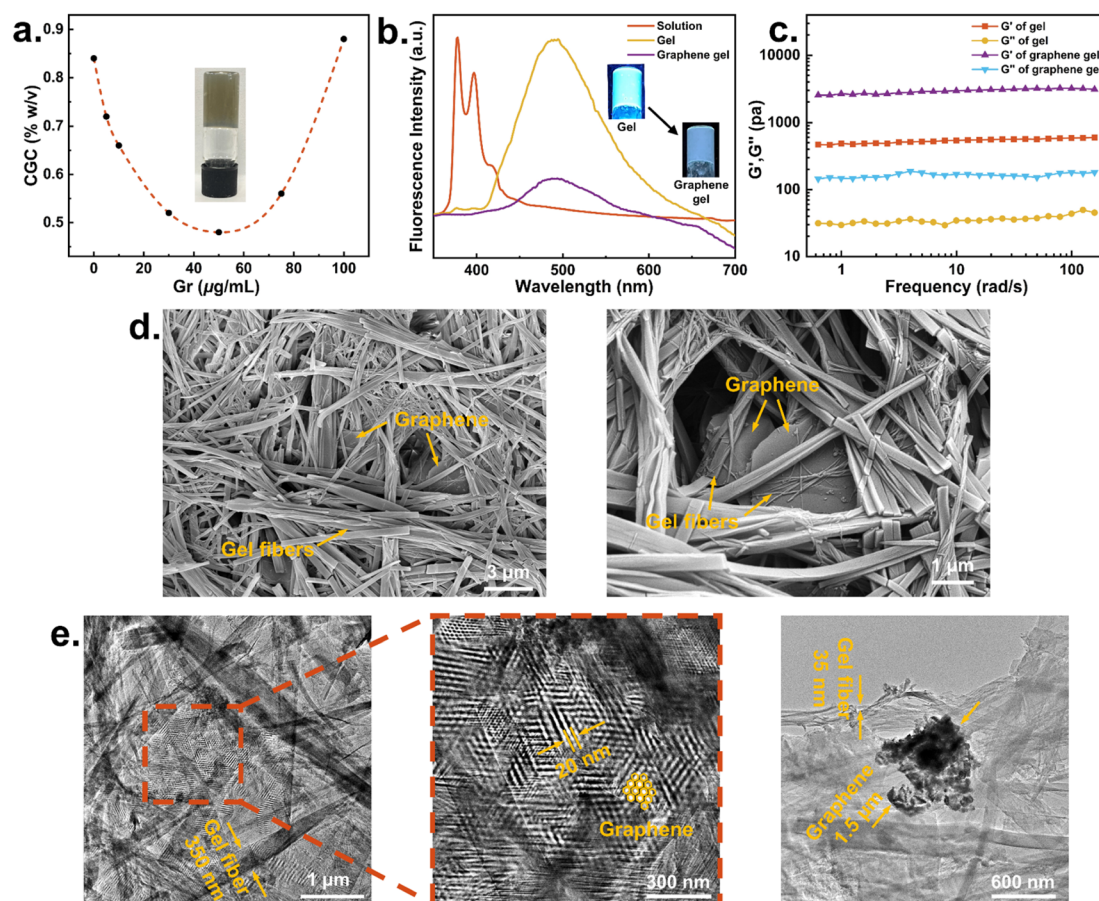 a.
CGC (% w/v)
0.9
0.8
0.7
0.6
0.5
0 20 40 60 80 100
Gr (µg/mL)
b.
Fluorescence Intensity (a.u.)
Solution
Gel
Graphene gel
Gel
Graphene
gel
400 500 600 700
Wavelength (nm)
c.
G',G'' (pa)
10000
1000
100
10
G' of gel
G'' of gel
G' of graphene gel
G'' of graphene gel
1 10 100
Frequency (rad/s)
d.
Graphene
Gel fibers
3 µm
Graphene
Gel fibers
1 µm
e.
Gel fiber
350 nm
1 µm
20 nm
Graphene
300 nm
Gel fiber
35 nm
Graphene
1.5 µm
600 nm